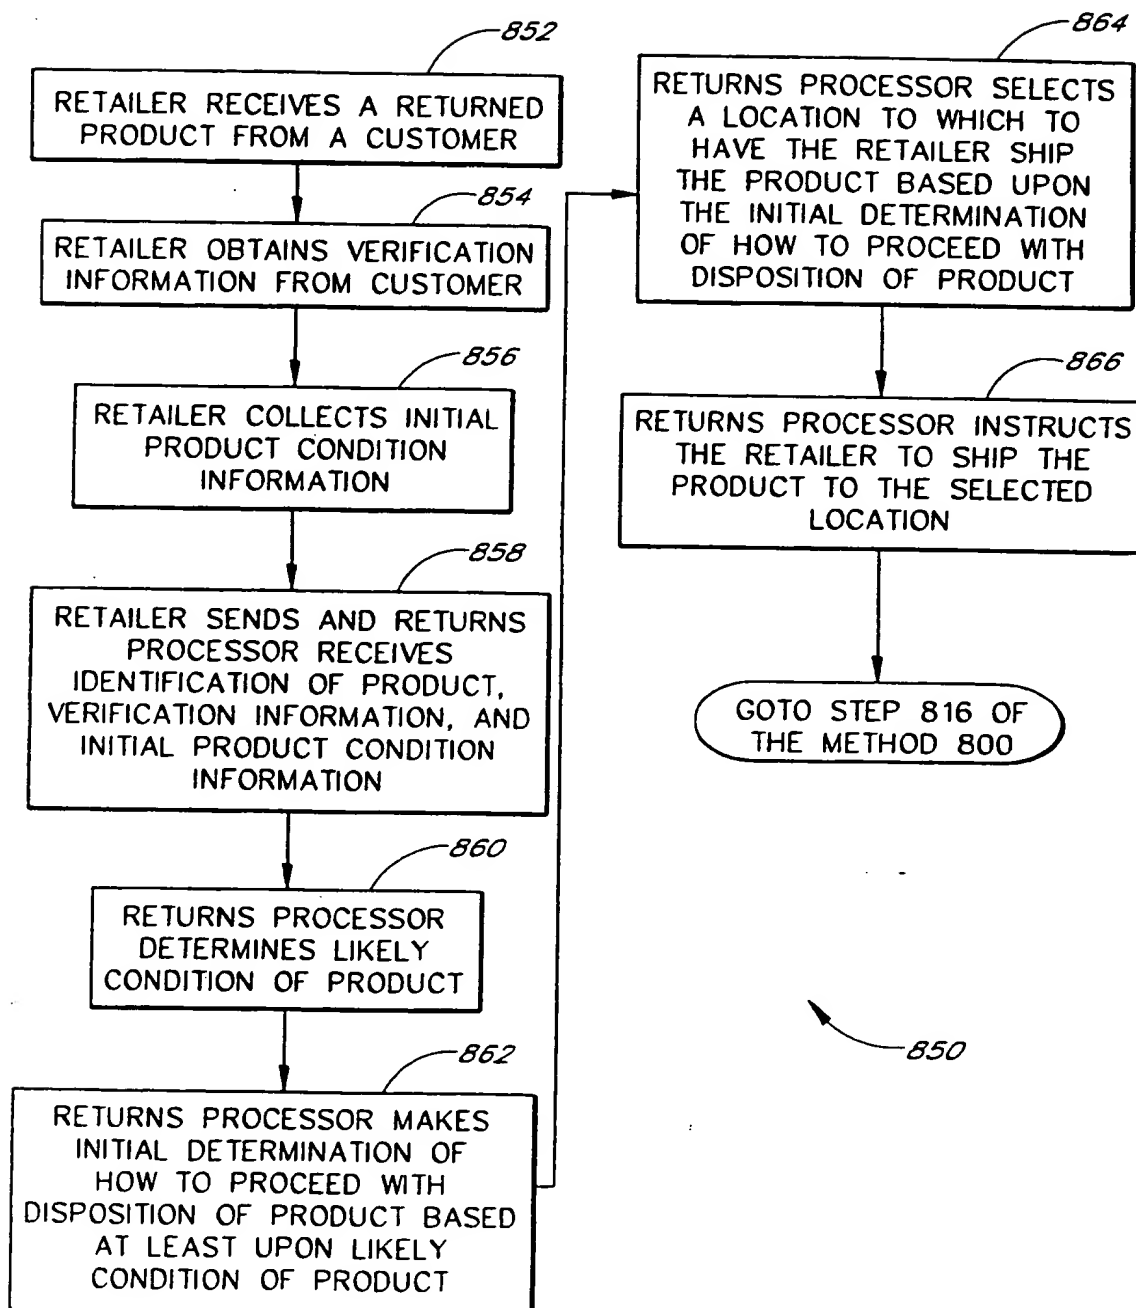 852
RETAILER RECEIVES A RETURNED
PRODUCT FROM A CUSTOMER
854
RETAILER OBTAINS VERIFICATION
INFORMATION FROM CUSTOMER
856
RETAILER COLLECTS INITIAL
PRODUCT CONDITION
INFORMATION
858
RETAILER SENDS AND RETURNS
PROCESSOR RECEIVES
IDENTIFICATION OF PRODUCT,
VERIFICATION INFORMATION, AND
INITIAL PRODUCT CONDITION
INFORMATION
860
RETURNS PROCESSOR
DETERMINES LIKELY
CONDITION OF PRODUCT
862
RETURNS PROCESSOR MAKES
INITIAL DETERMINATION OF
HOW TO PROCEED WITH
DISPOSITION OF PRODUCT BASED
AT LEAST UPON LIKELY
CONDITION OF PRODUCT
864
RETURNS PROCESSOR SELECTS
A LOCATION TO WHICH TO
HAVE THE RETAILER SHIP
THE PRODUCT BASED UPON
THE INITIAL DETERMINATION
OF HOW TO PROCEED WITH
DISPOSITION OF PRODUCT
866
RETURNS PROCESSOR INSTRUCTS
THE RETAILER TO SHIP THE
PRODUCT TO THE SELECTED
LOCATION
GOTO STEP 816 OF
THE METHOD 800
850